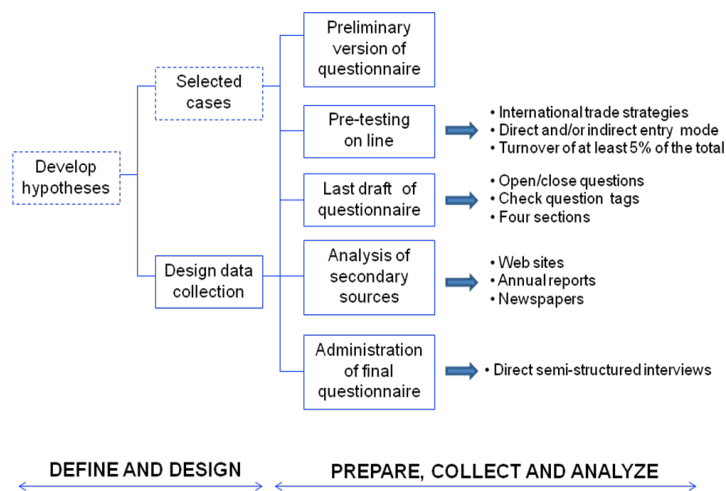 Develop
hypotheses
Selected
cases
Design data
collection
Preliminary
version of
questionnaire
Pre-testing
on line
• International trade strategies
• Direct and/or indirect entry mode
• Turnover of at least 5% of the total
Last draft of
questionnaire
• Open/close questions
• Check question tags
• Four sections
Analysis of
secondary
sources
• Web sites
• Annual reports
• Newspapers
Administration
of final
questionnaire
• Direct semi-structured interviews
DEFINE AND DESIGN
PREPARE, COLLECT AND ANALYZE